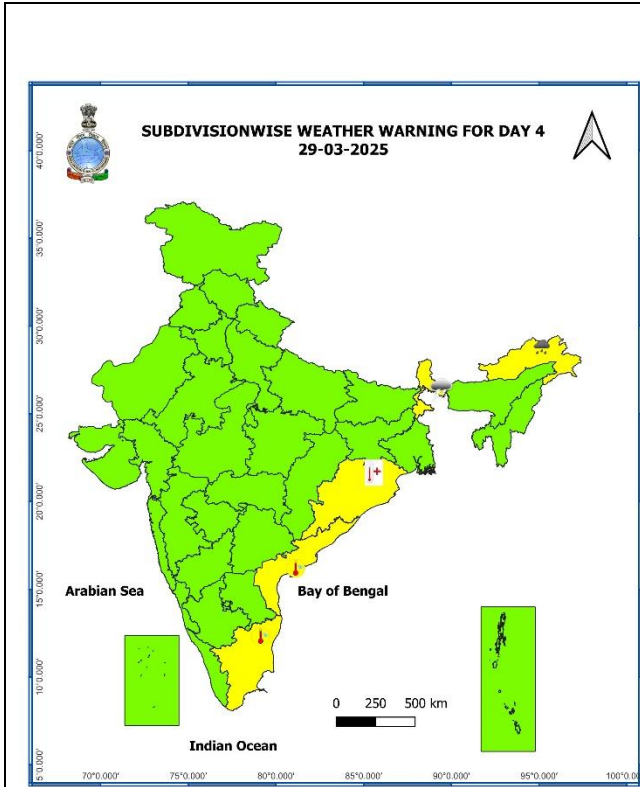 SUBDIVISIONWISE WEATHER WARNING FOR DAY 4
29-03-2025
40°0.000'
35°0.000'
30°0.000'
25°0.000'
20°0.000'
15°0.000'
10°0.000'
5°0.000'
Arabian Sea
Bay of Bengal
0 250 500 km
Indian Ocean
70°0.000' 75°0.000' 80°0.000' 85°0.000' 90°0.000' 95°0.000' 100°0.00